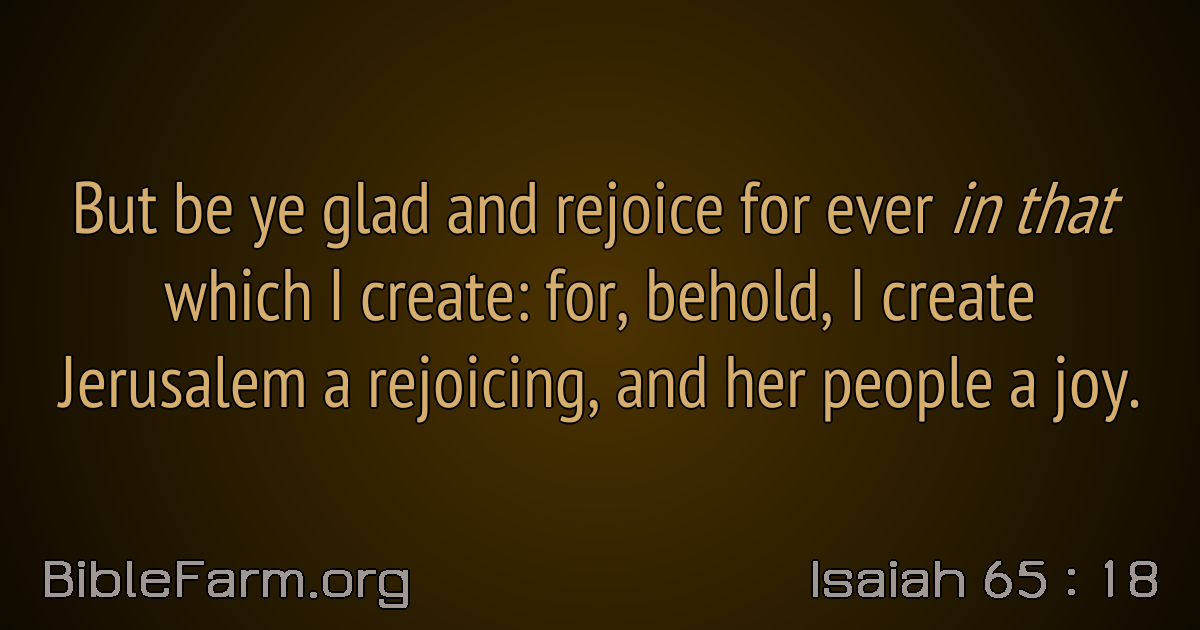 But be ye glad and rejoice for ever in that
which I create: for, behold, I create
Jerusalem a rejoicing, and her people a joy.
BibleFarm.org
Isaiah 65 : 18